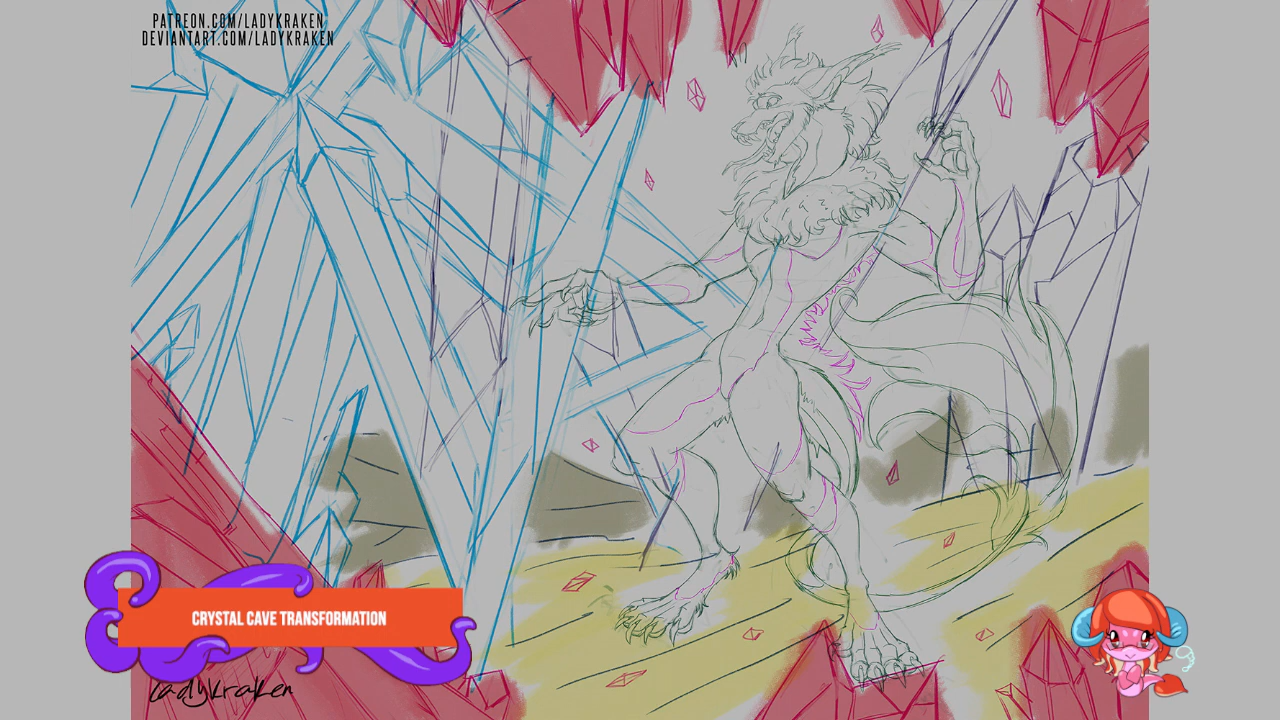 PATREON.COM/LADYKRAKEN
DEVIANTART.COM/LADYKRAKEN
CRYSTAL CAVE TRANSFORMATION
LadyKraken